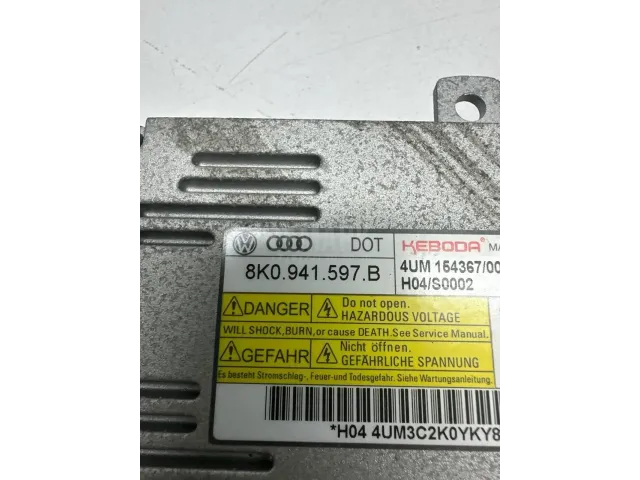 DOT KEBODA® MA
8K0.941.597.B
4UM 154367/00
H04/S0002
DANGER Do not open. HAZARDOUS VOLTAGE
WILL SHOCK, BURN, or cause DEATH. See Service Manual.
GEFAHR Nicht öffnen. GEFÄHRLICHE SPANNUNG
Es besteht Stromschlag-, Feuer-und Todesgefahr. Siehe Wartungsanleitung.
*H04 4UM3C2K0YKY8